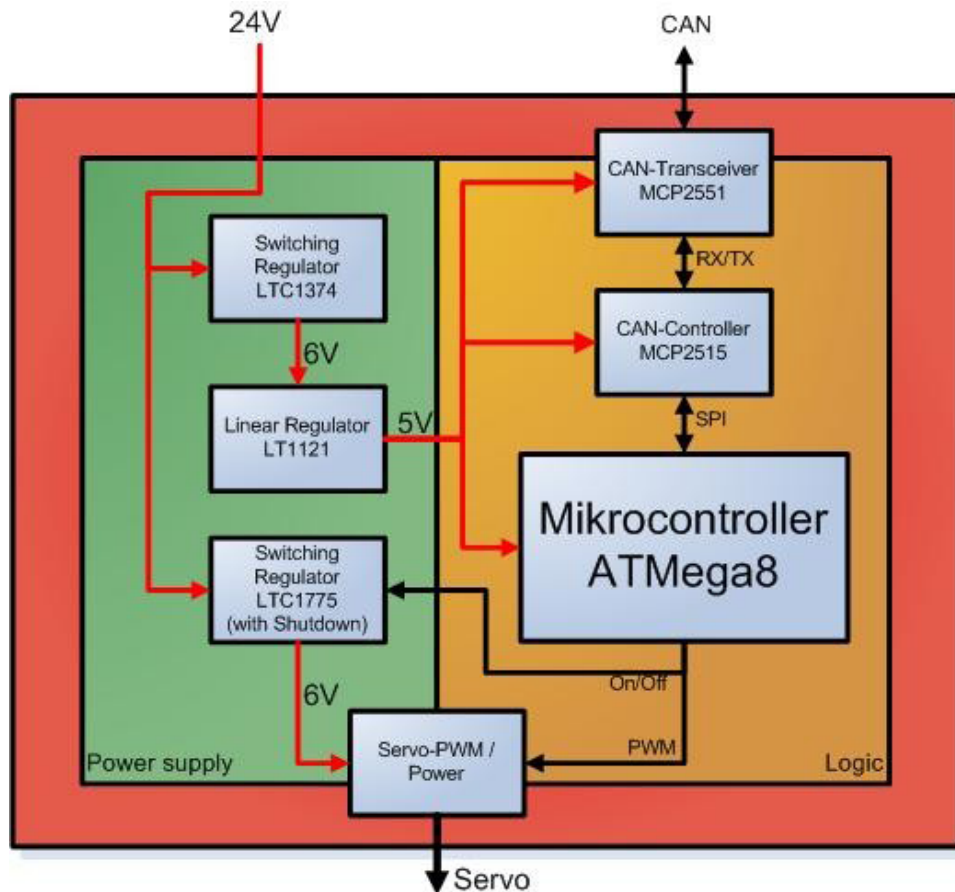 24V
CAN
CAN-Transceiver
MCP2551
Switching
Regulator
LTC1374
RX/TX
CAN-Controller
MCP2515
6V
Linear Regulator
LT1121
5V
SPI
Mikrocontroller
ATMega8
Switching
Regulator
LTC1775
(with Shutdown)
On/Off
6V
Servo-PWM /
Power
PWM
Power supply
Logic
Servo